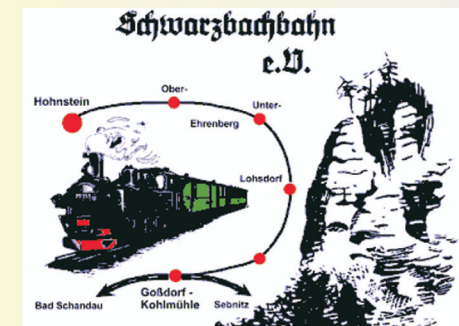 Schwarzbachbahn
e.V.
Ober-
Hohnstein
Unter-
Ehrenberg
Lohsdorf
Goßdorf -
Kohlmühle
Bad Schandau
Sebnitz